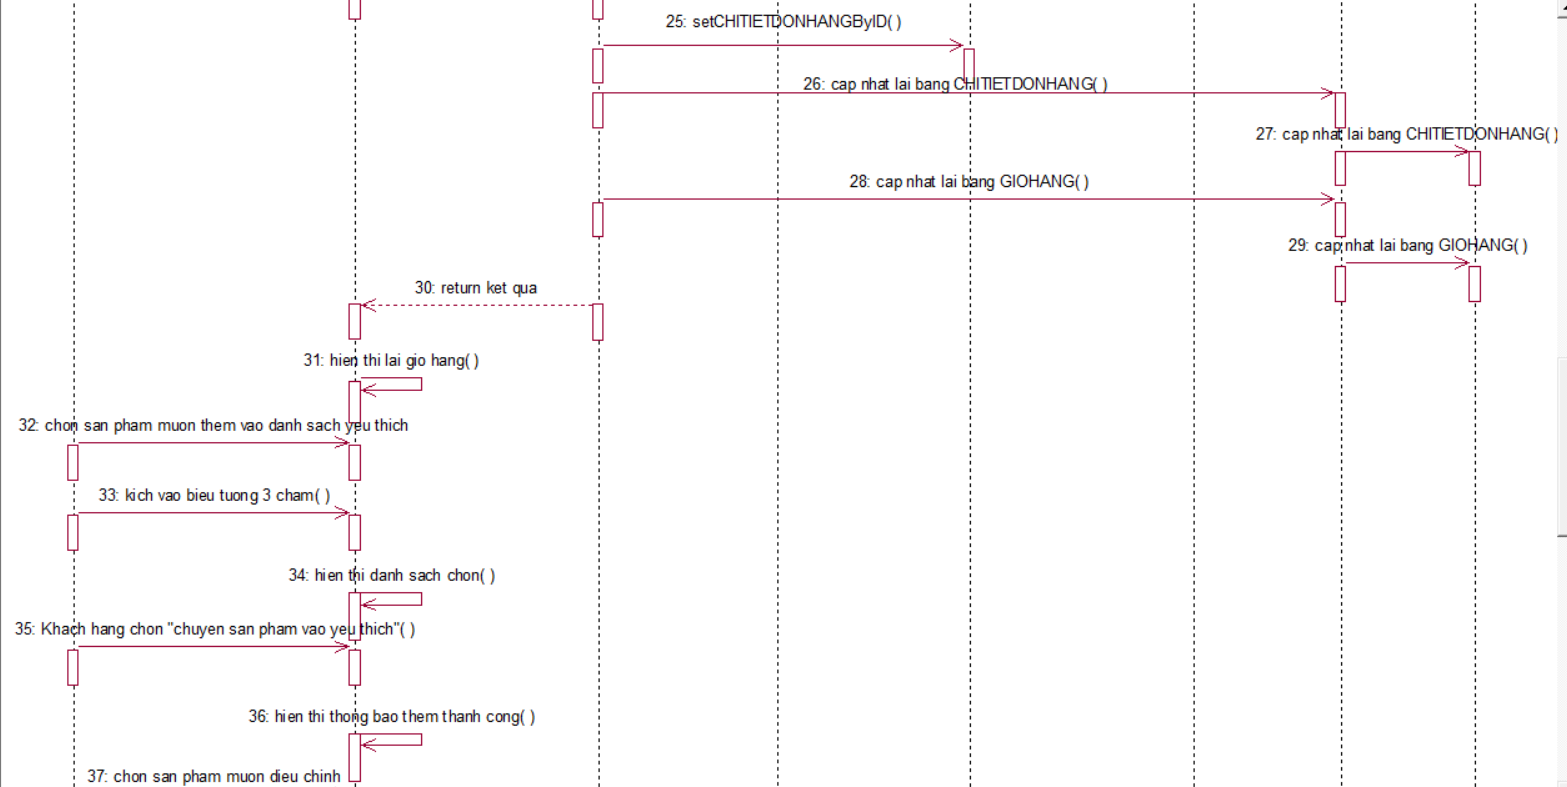 25: setCHITIETDONHANGByID( )
26: cap nhat lai bang CHITIETDONHANG( )
27: cap nhat lai bang CHITIETDONHANG( )
28: cap nhat lai bang GIOHANG( )
29: cap nhat lai bang GIOHANG( )
30: return ket qua
31: hien thi lai gio hang( )
32: chon san pham muon them vao danh sach yeu thich
33: kich vao bieu tuong 3 cham( )
34: hien thi danh sach chon( )
35: Khach hang chon "chuyen san pham vao yeu thich"( )
36: hien thi thong bao them thanh cong( )
37: chon san pham muon dieu chinh